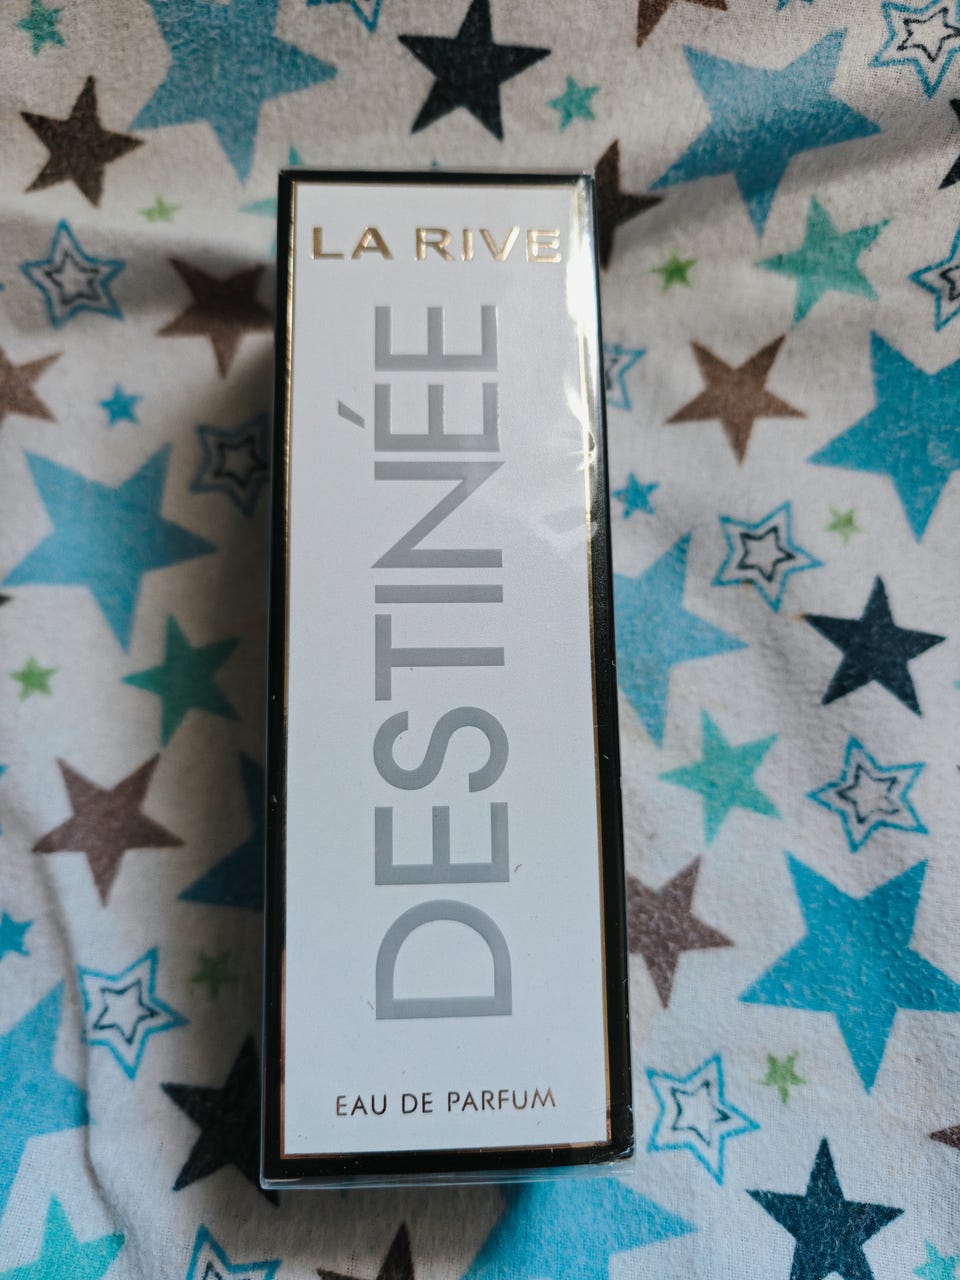 LA RIVE
DESTINÉE
EAU DE PARFUM